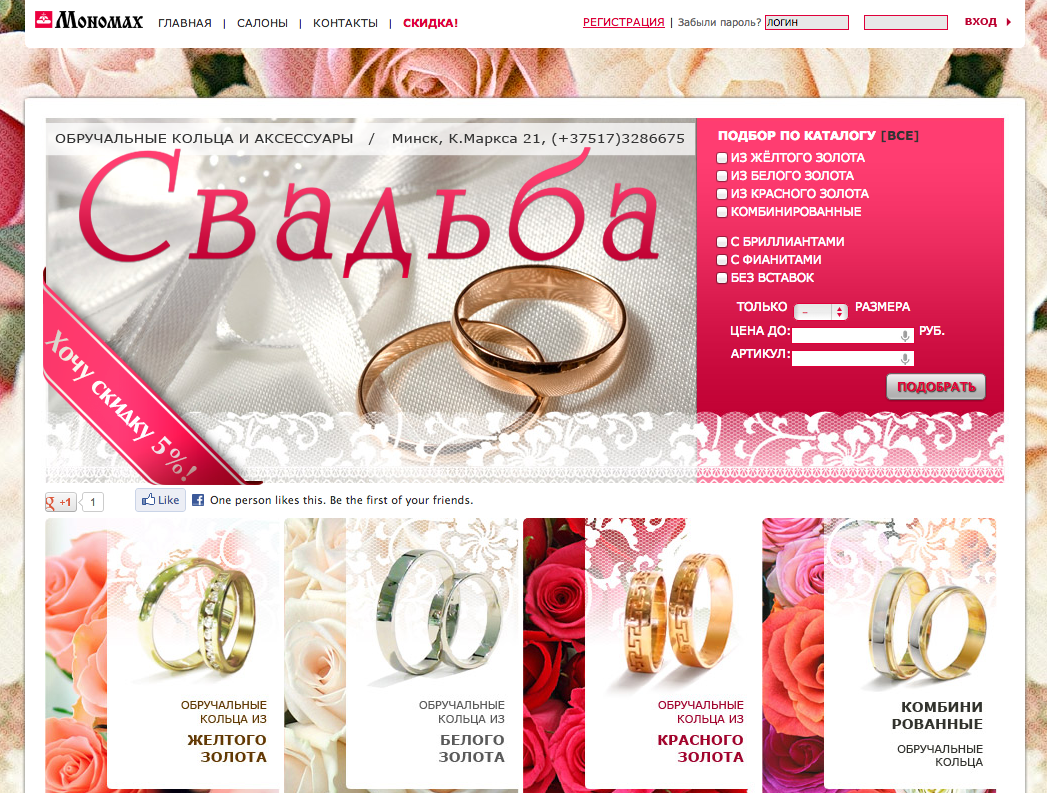 Мономах
ГЛАВНАЯ | САЛОНЫ | КОНТАКТЫ | СКИДКА!
РЕГИСТРАЦИЯ | Забыли пароль? ЛОГИН ВХОД
ОБРУЧАЛЬНЫЕ КОЛЬЦА И АКСЕССУАРЫ / Минск, К.Маркса 21, (+37517)3286675
Свадьба
Хочу скидку 5%!
ПОДБОР ПО КАТАЛОГУ [ВСЕ]
ИЗ ЖЁЛТОГО ЗОЛОТА
ИЗ БЕЛОГО ЗОЛОТА
ИЗ КРАСНОГО ЗОЛОТА
КОМБИНИРОВАННЫЕ
С БРИЛЛИАНТАМИ
С ФИАНИТАМИ
БЕЗ ВСТАВОК
ТОЛЬКО – РАЗМЕРА
ЦЕНА ДО: РУБ.
АРТИКУЛ:
ПОДОБРАТЬ
g +1 1 Like f One person likes this. Be the first of your friends.
ОБРУЧАЛЬНЫЕ
КОЛЬЦА ИЗ
ЖЕЛТОГО
ЗОЛОТА
ОБРУЧАЛЬНЫЕ
КОЛЬЦА ИЗ
БЕЛОГО
ЗОЛОТА
ОБРУЧАЛЬНЫЕ
КОЛЬЦА ИЗ
КРАСНОГО
ЗОЛОТА
КОМБИНИ
РОВАННЫЕ
ОБРУЧАЛЬНЫЕ
КОЛЬЦА